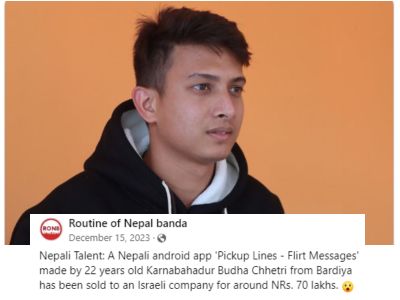 RONB
Routine of Nepal banda
December 15, 2023 ·
Nepali Talent: A Nepali android app 'Pickup Lines - Flirt Messages'
made by 22 years old Karnabahadur Budha Chhetri from Bardiya
has been sold to an Israeli company for around NRs. 70 lakhs. 😮